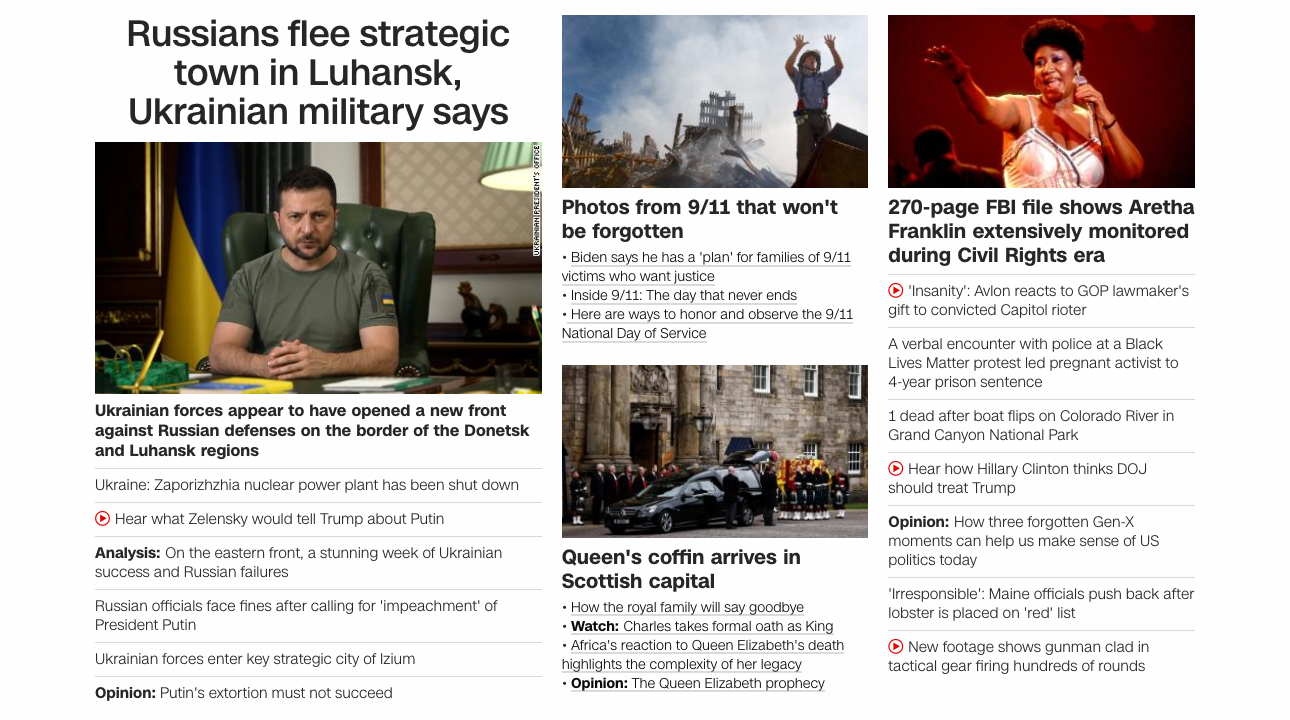 Russians flee strategic
town in Luhansk,
Ukrainian military says
UKRAINIAN PRESIDENT'S OFFICE
Ukrainian forces appear to have opened a new front
against Russian defenses on the border of the Donetsk
and Luhansk regions
Ukraine: Zaporizhzhia nuclear power plant has been shut down
Hear what Zelensky would tell Trump about Putin
Analysis: On the eastern front, a stunning week of Ukrainian
success and Russian failures
Russian officials face fines after calling for 'impeachment' of
President Putin
Ukrainian forces enter key strategic city of Izium
Opinion: Putin's extortion must not succeed
Photos from 9/11 that won't
be forgotten
• Biden says he has a 'plan' for families of 9/11
victims who want justice
• Inside 9/11: The day that never ends
• Here are ways to honor and observe the 9/11
National Day of Service
Queen's coffin arrives in
Scottish capital
• How the royal family will say goodbye
• Watch: Charles takes formal oath as King
• Africa's reaction to Queen Elizabeth's death
highlights the complexity of her legacy
• Opinion: The Queen Elizabeth prophecy
270-page FBI file shows Aretha
Franklin extensively monitored
during Civil Rights era
'Insanity': Avlon reacts to GOP lawmaker's
gift to convicted Capitol rioter
A verbal encounter with police at a Black
Lives Matter protest led pregnant activist to
4-year prison sentence
1 dead after boat flips on Colorado River in
Grand Canyon National Park
Hear how Hillary Clinton thinks DOJ
should treat Trump
Opinion: How three forgotten Gen-X
moments can help us make sense of US
politics today
'Irresponsible': Maine officials push back after
lobster is placed on 'red' list
New footage shows gunman clad in
tactical gear firing hundreds of rounds